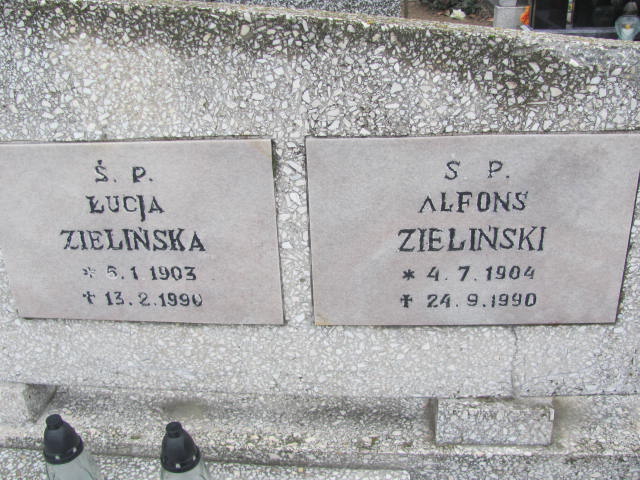 Ś. P.
ŁUCJA
ZIELIŃSKA
* 6.1.1903
✝ 13.2.1990
S P.
ALFONS
ZIELIŃSKI
* 4.7.1904
✝ 24.9.1990